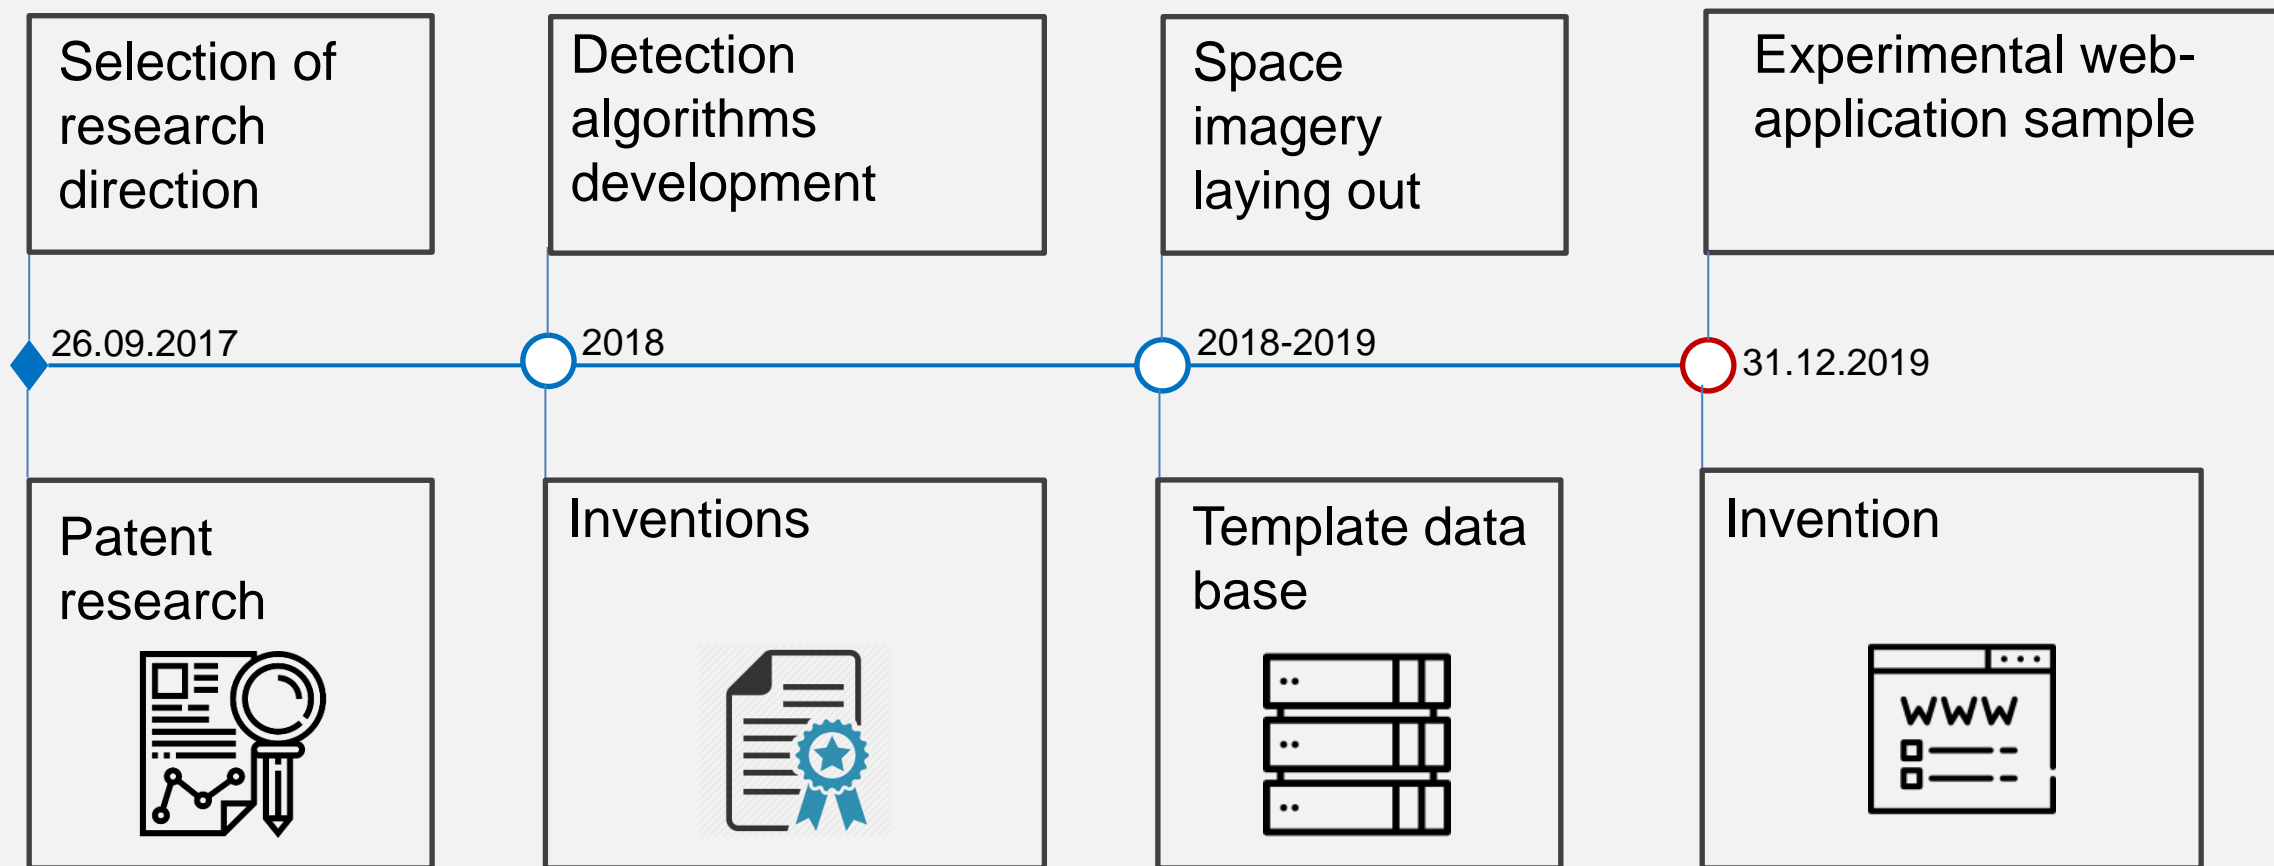 Selection of
research
direction
Detection
algorithms
development
Space
imagery
laying out
Experimental web-
application sample
26.09.2017
2018
2018-2019
31.12.2019
Patent
research
Inventions
Template data
base
Invention
WWW